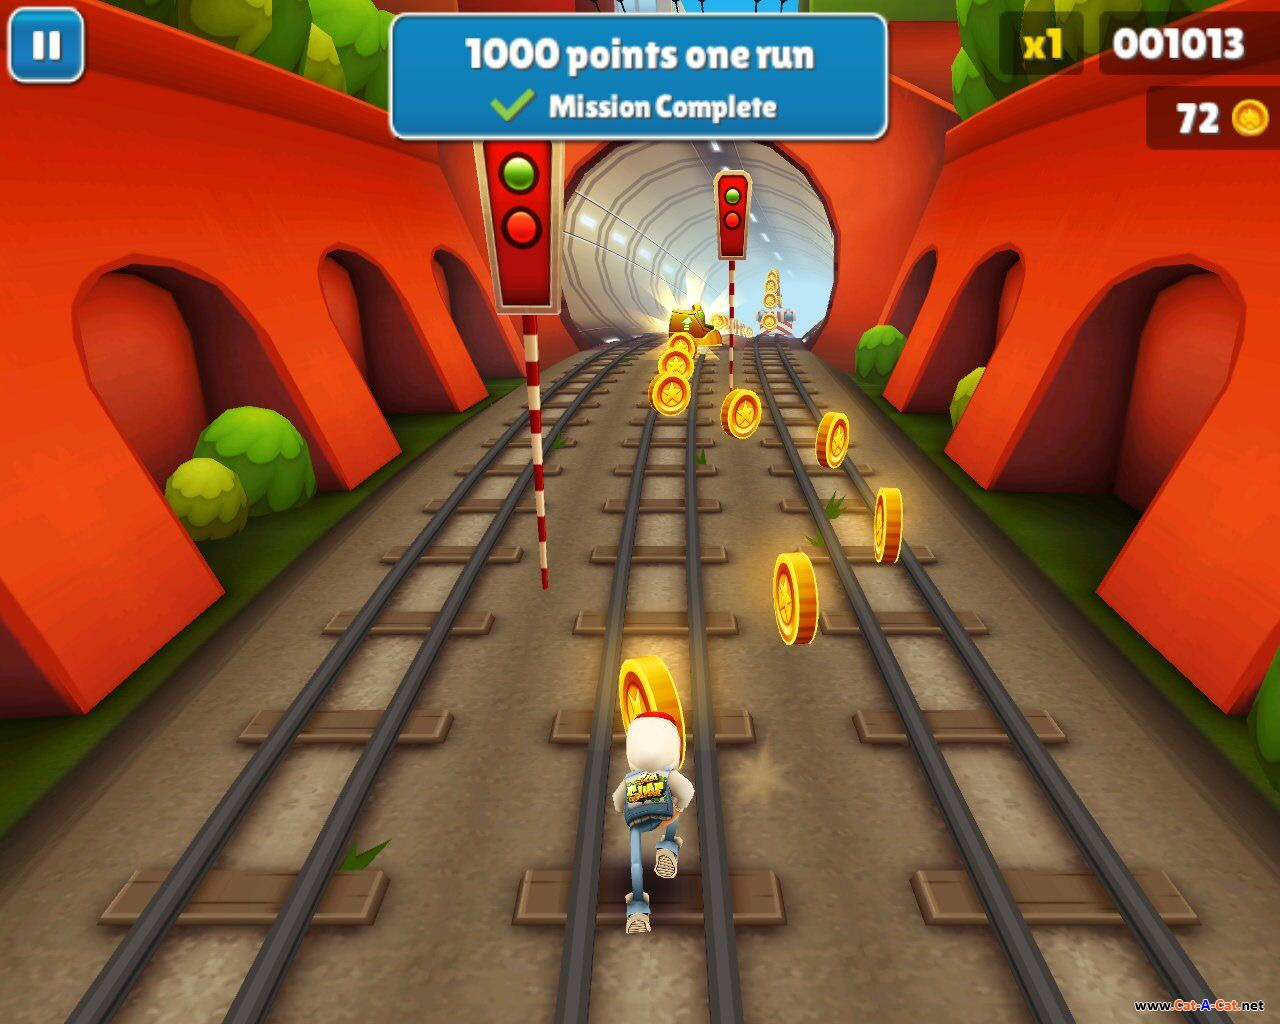 1000 points one run
Mission Complete
x1
001013
72
www.Cat-A-Cat.net